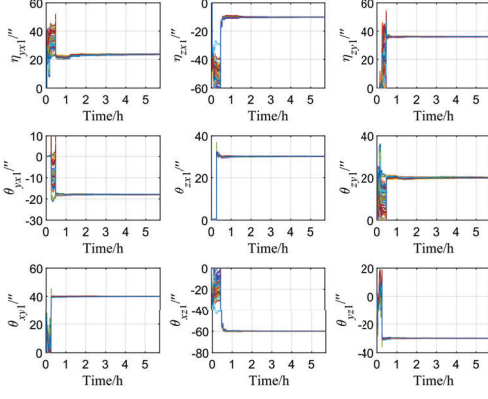 60
40
20
0
η_yx1/″
0 1 2 3 4 5
Time/h
0
-20
-40
-60
η_zx1/″
0 1 2 3 4 5
Time/h
60
40
20
0
η_zy1/″
0 1 2 3 4 5
Time/h
10
0
-10
-20
-30
θ_yx1/″
0 1 2 3 4 5
Time/h
40
20
0
θ_zx1/″
0 1 2 3 4 5
Time/h
40
20
0
θ_zy1/″
0 1 2 3 4 5
Time/h
60
40
20
0
θ_xy1/″
0 1 2 3 4 5
Time/h
0
-20
-40
-60
-80
θ_xz1/″
0 1 2 3 4 5
Time/h
20
0
-20
-40
θ_yz1/″
0 1 2 3 4 5
Time/h